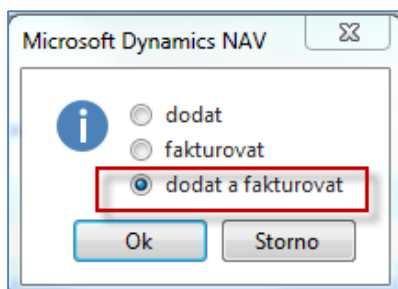 Microsoft Dynamics NAV
dodat
fakturovat
dodat a fakturovat
Ok
Storno